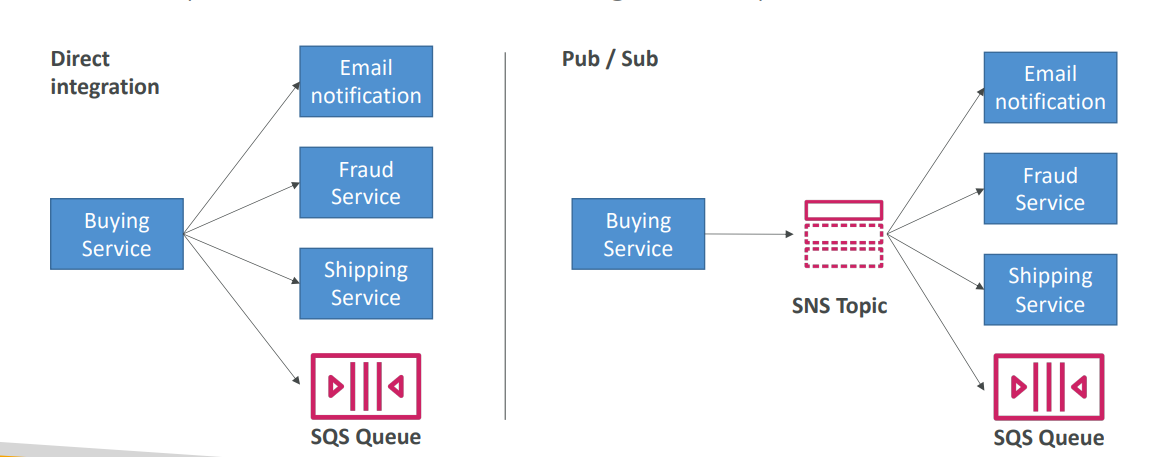 Direct
integration
Email
notification
Fraud
Service
Buying
Service
Shipping
Service
SQS Queue
Pub / Sub
Email
notification
Fraud
Service
Buying
Service
SNS Topic
Shipping
Service
SQS Queue